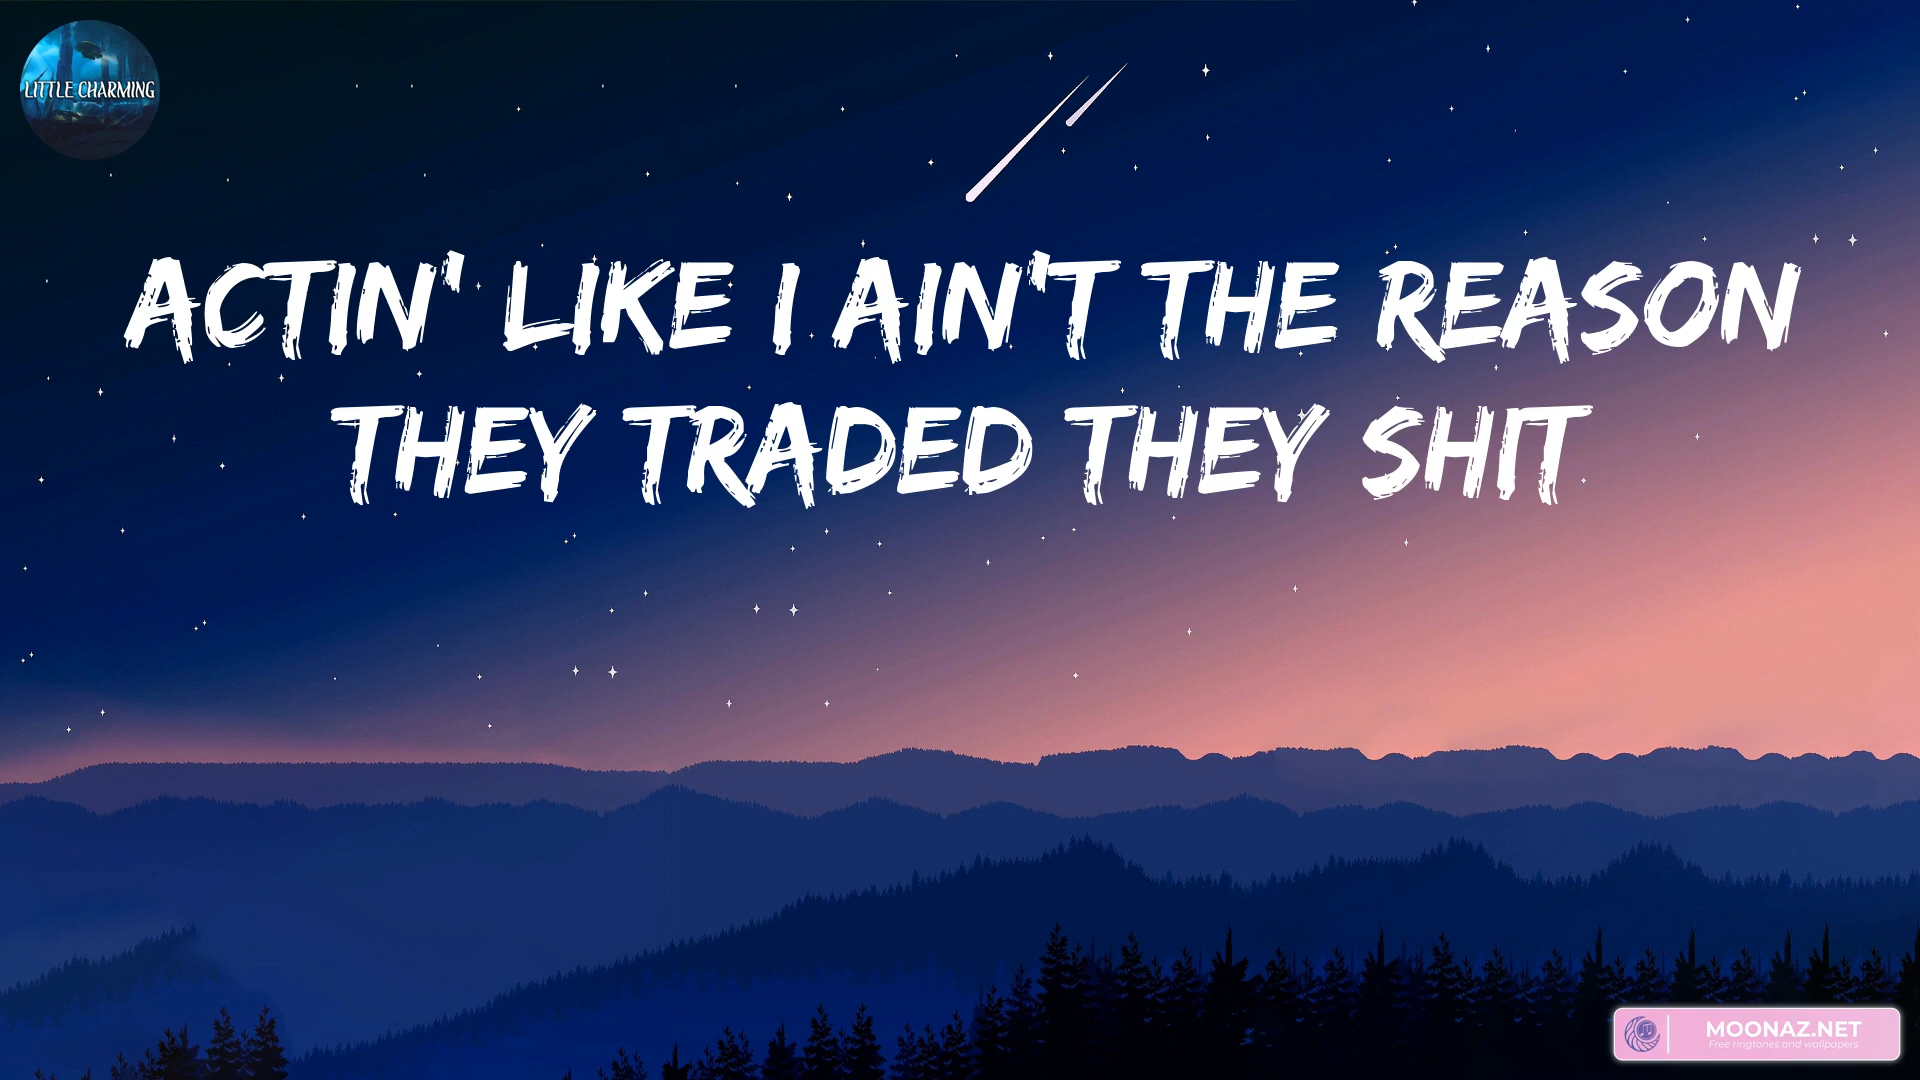 LITTLE CHARMING
ACTIN' LIKE I AIN'T THE REASON
THEY TRADED THEY SHIT
MOONAZ.NET
Free ringtones and wallpapers